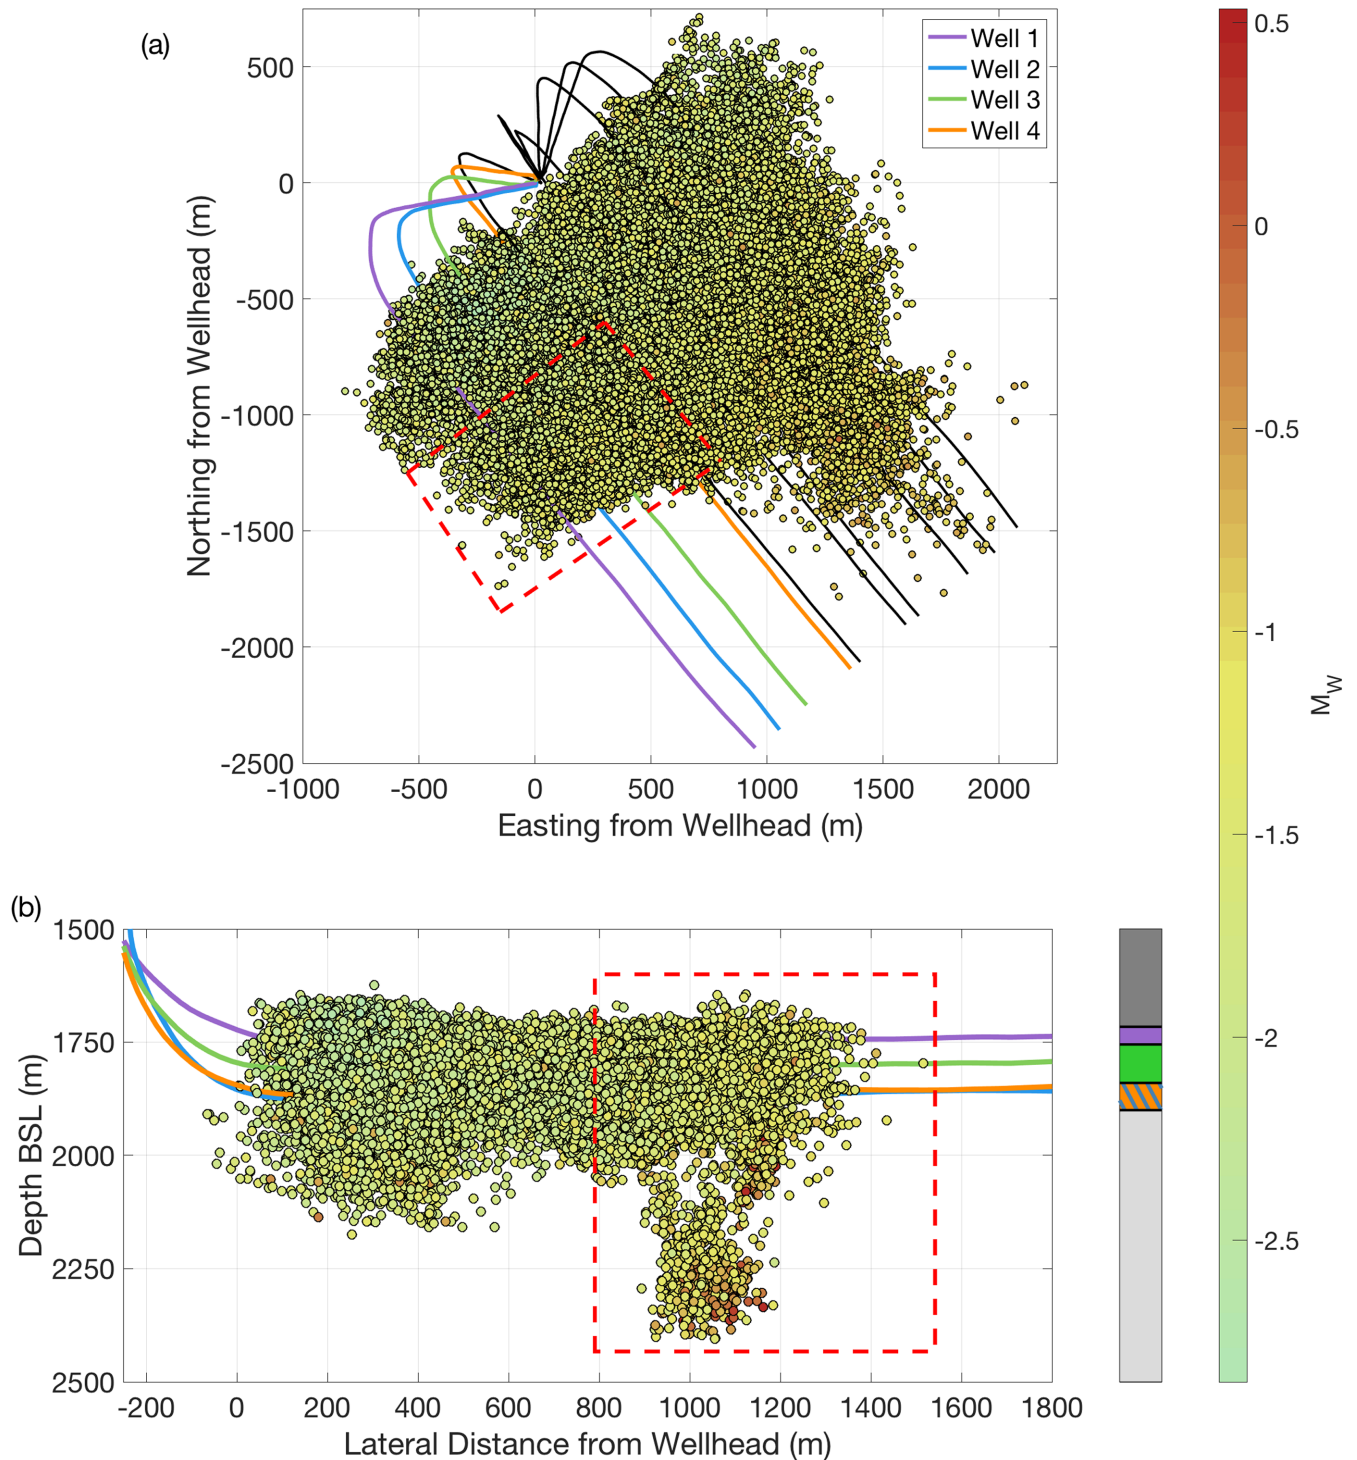 (a)
Well 1
Well 2
Well 3
Well 4
500
0
-500
-1000
-1500
-2000
-2500
Northing from Wellhead (m)
-1000 -500 0 500 1000 1500 2000
Easting from Wellhead (m)
0.5
0
-0.5
-1
-1.5
-2
-2.5
MW
(b)
1500
1750
2000
2250
2500
Depth BSL (m)
-200 0 200 400 600 800 1000 1200 1400 1600 1800
Lateral Distance from Wellhead (m)